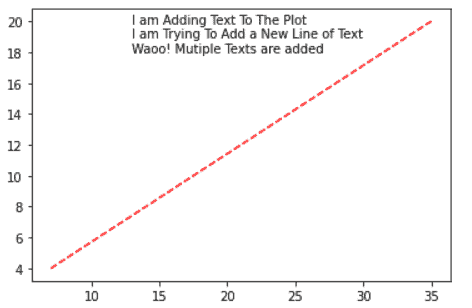 I am Adding Text To The Plot
I am Trying To Add a New Line of Text
Waoo! Mutiple Texts are added
20
18
16
14
12
10
8
6
4
10 15 20 25 30 35